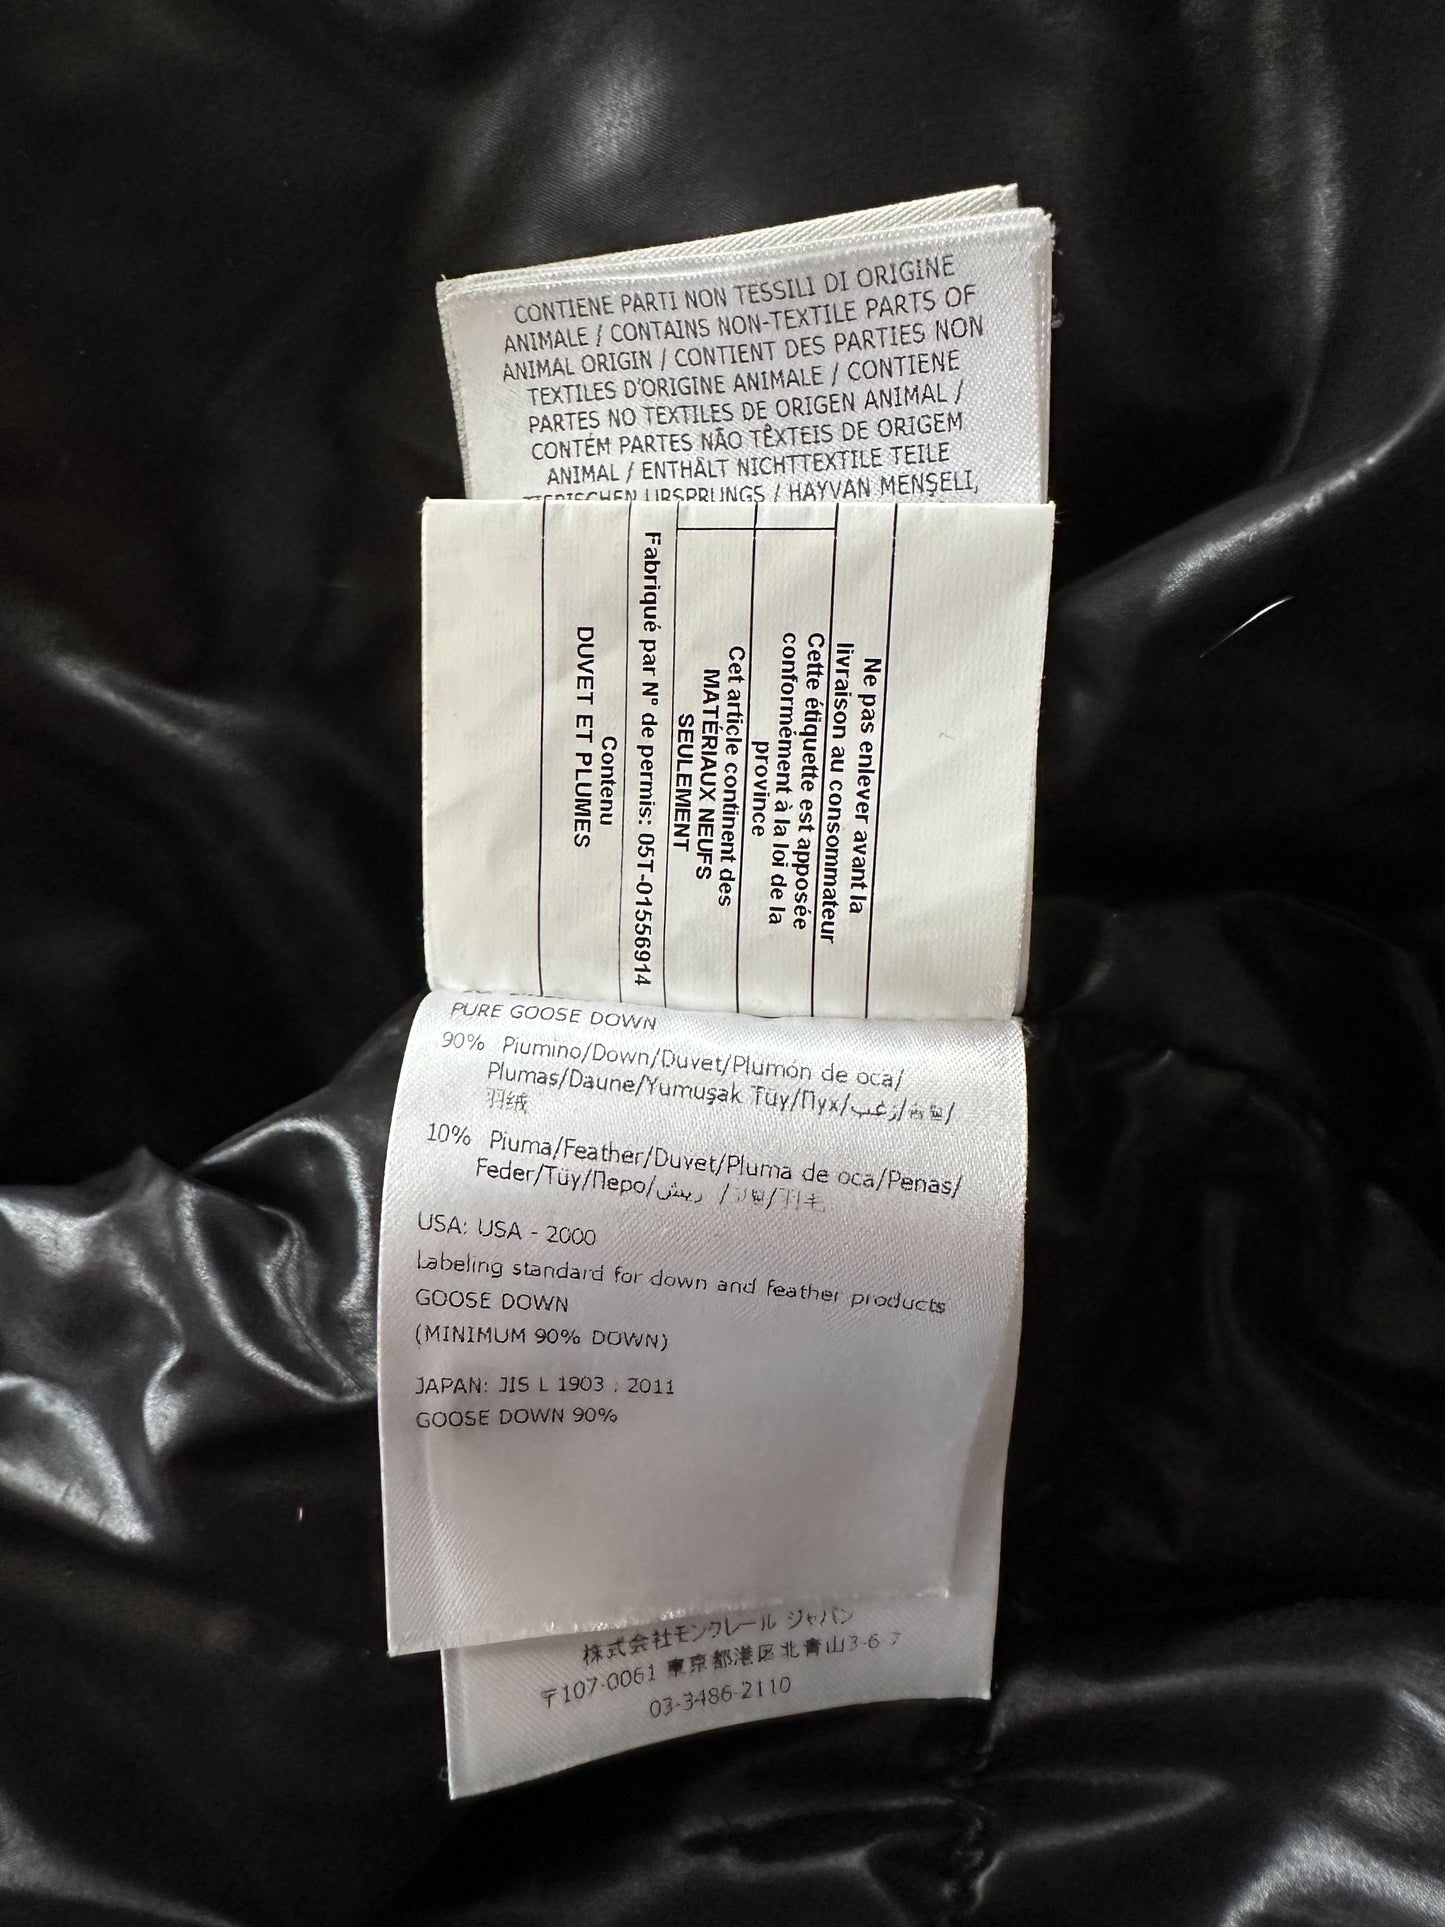 CONTIENE PARTI NON TESSILI DI ORIGINE
ANIMALE / CONTAINS NON-TEXTILE PARTS OF
ANIMAL ORIGIN / CONTIENT DES PARTIES NON
TEXTILES D'ORIGINE ANIMALE / CONTIENE
PARTES NO TEXTILES DE ORIGEN ANIMAL /
CONTÉM PARTES NÃO TÊXTEIS DE ORIGEM
ANIMAL / ENTHÄLT NICHTTEXTILE TEILE
TIERISCHEN URSPRUNGS / HAYVAN MENŞELİ,
Ne pas enlever avant la
livraison au consommateur
Cette étiquette est apposée
conformément à la loi de la
province
Cet article continent des
MATÉRIAUX NEUFS
SEULEMENT
Fabriqué par N° de permis: 05T-01556914
Contenu
DUVET ET PLUMES
PURE GOOSE DOWN
90% Piumino/Down/Duvet/Plumón de oca/
Plumas/Daune/Yumuşak Tüy/Пух/زغب/
羽绒
10% Piuma/Feather/Duvet/Pluma de oca/Penas/
Feder/Tüy/Перо/ريش /羽毛
USA: USA - 2000
Labeling standard for down and feather products
GOOSE DOWN
(MINIMUM 90% DOWN)
JAPAN: JIS L 1903 : 2011
GOOSE DOWN 90%
株式会社モンクレール ジャパン
〒107-0061 東京都港区北青山3-6-7
03-3486-2110